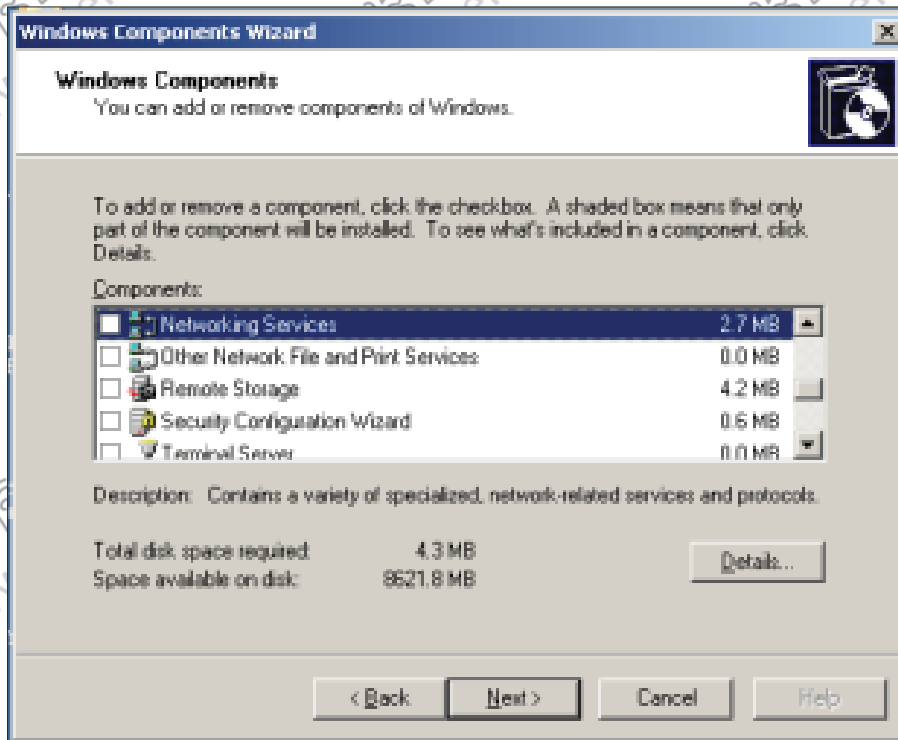 Windows Components Wizard
Windows Components
You can add or remove components of Windows.
To add or remove a component, click the checkbox. A shaded box means that only
part of the component will be installed. To see what's included in a component, click
Details.
Components:
Networking Services 2.7 MB
Other Network File and Print Services 0.0 MB
Remote Storage 4.2 MB
Security Configuration Wizard 0.6 MB
Terminal Server 0.0 MB
Description: Contains a variety of specialized, network-related services and protocols.
Total disk space required: 4.3 MB
Space available on disk: 8621.8 MB
Details...
< Back Next > Cancel Help